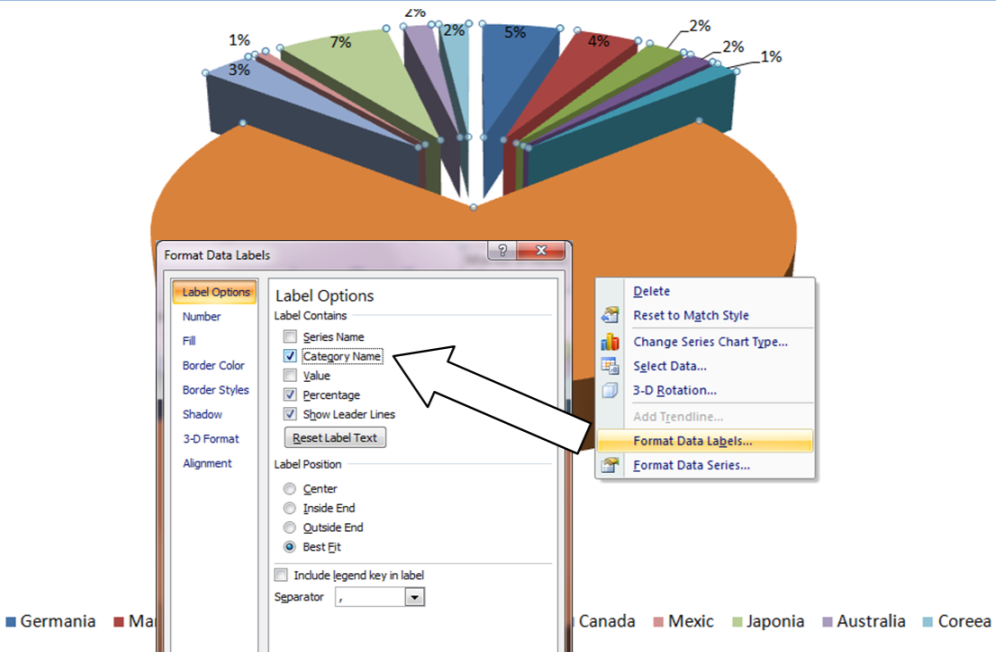 2%
2%
5%
4%
2%
2%
1%
1%
7%
3%
Format Data Labels
Label Options
Number
Fill
Border Color
Border Styles
Shadow
3-D Format
Alignment
Label Options
Label Contains
Series Name
Category Name
Value
Percentage
Show Leader Lines
Reset Label Text
Label Position
Center
Inside End
Outside End
Best Fit
Include legend key in label
Separator ,
Delete
Reset to Match Style
Change Series Chart Type...
Select Data...
3-D Rotation...
Add Trendline...
Format Data Labels...
Format Data Series...
Germania Ma Canada Mexic Japonia Australia Coreea